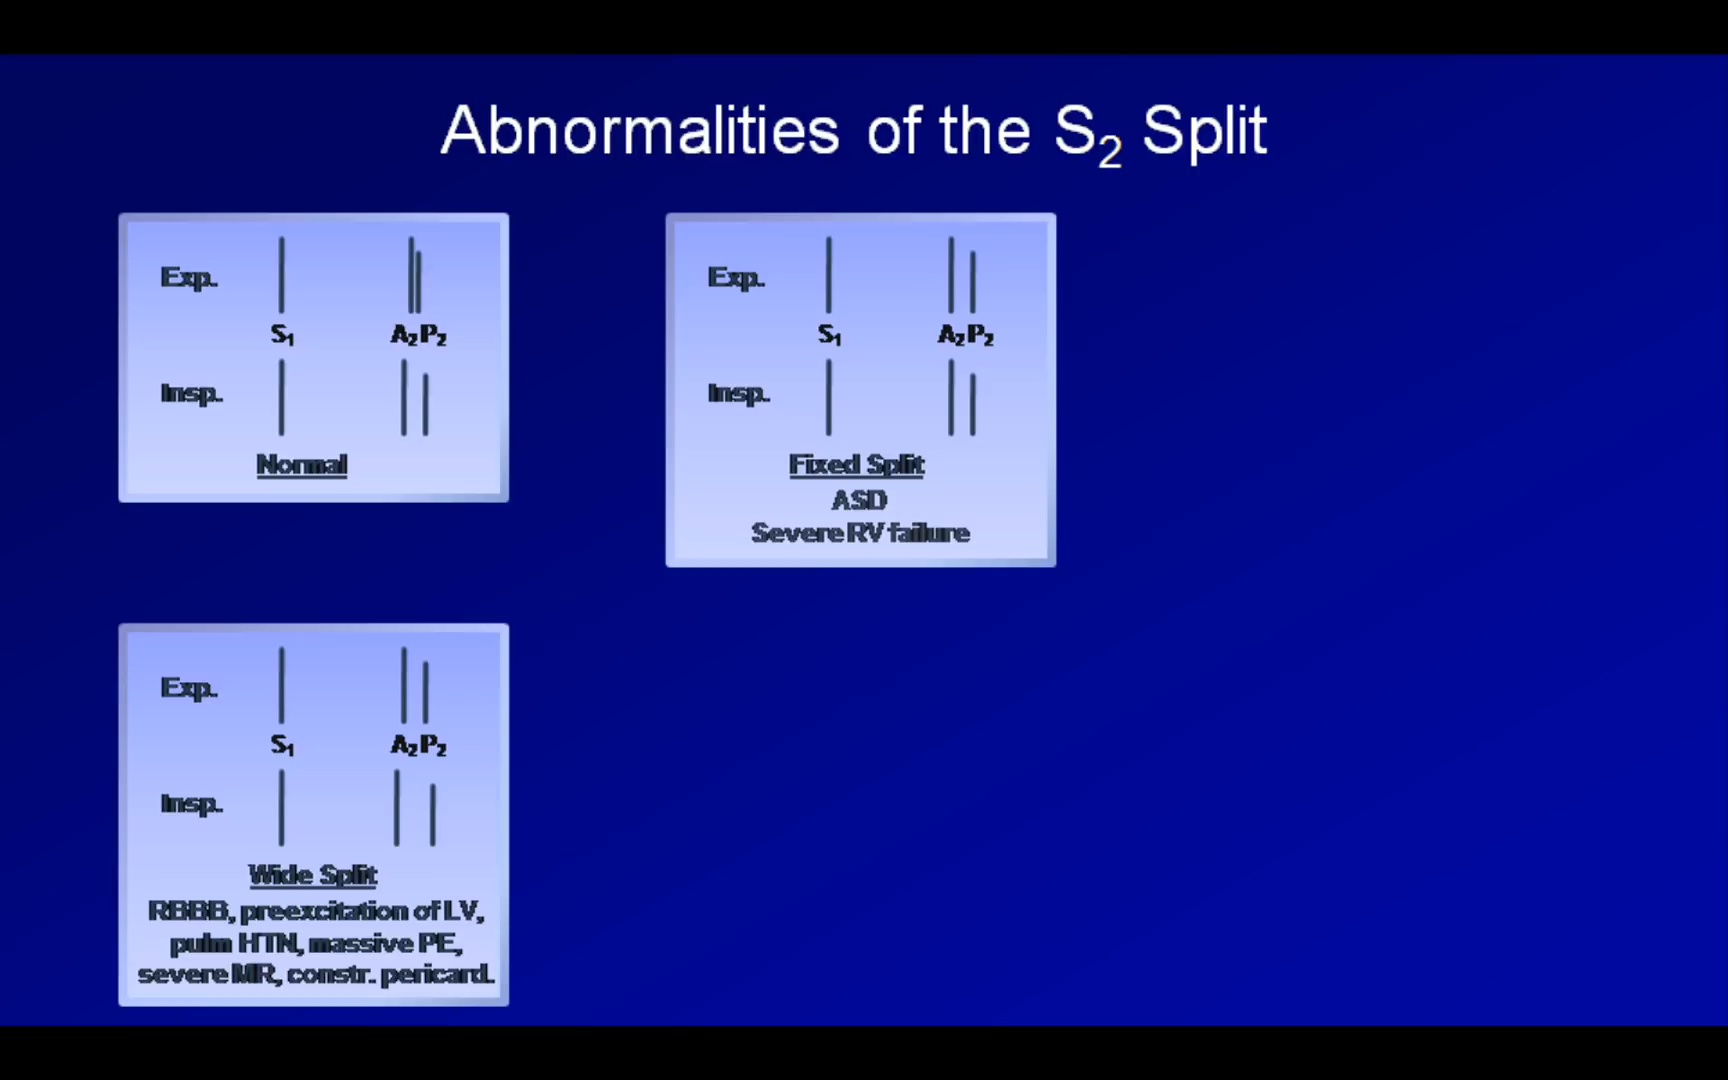 Abnormalities of the S₂ Split
Exp.
S₁ A₂P₂
Insp.
Normal
Exp.
S₁ A₂P₂
Insp.
Fixed Split
ASD
Severe RV failure
Exp.
S₁ A₂P₂
Insp.
Wide Split
RBBB, preexcitation of LV,
pulm HTN, massive PE,
severe MR, constr. pericard.